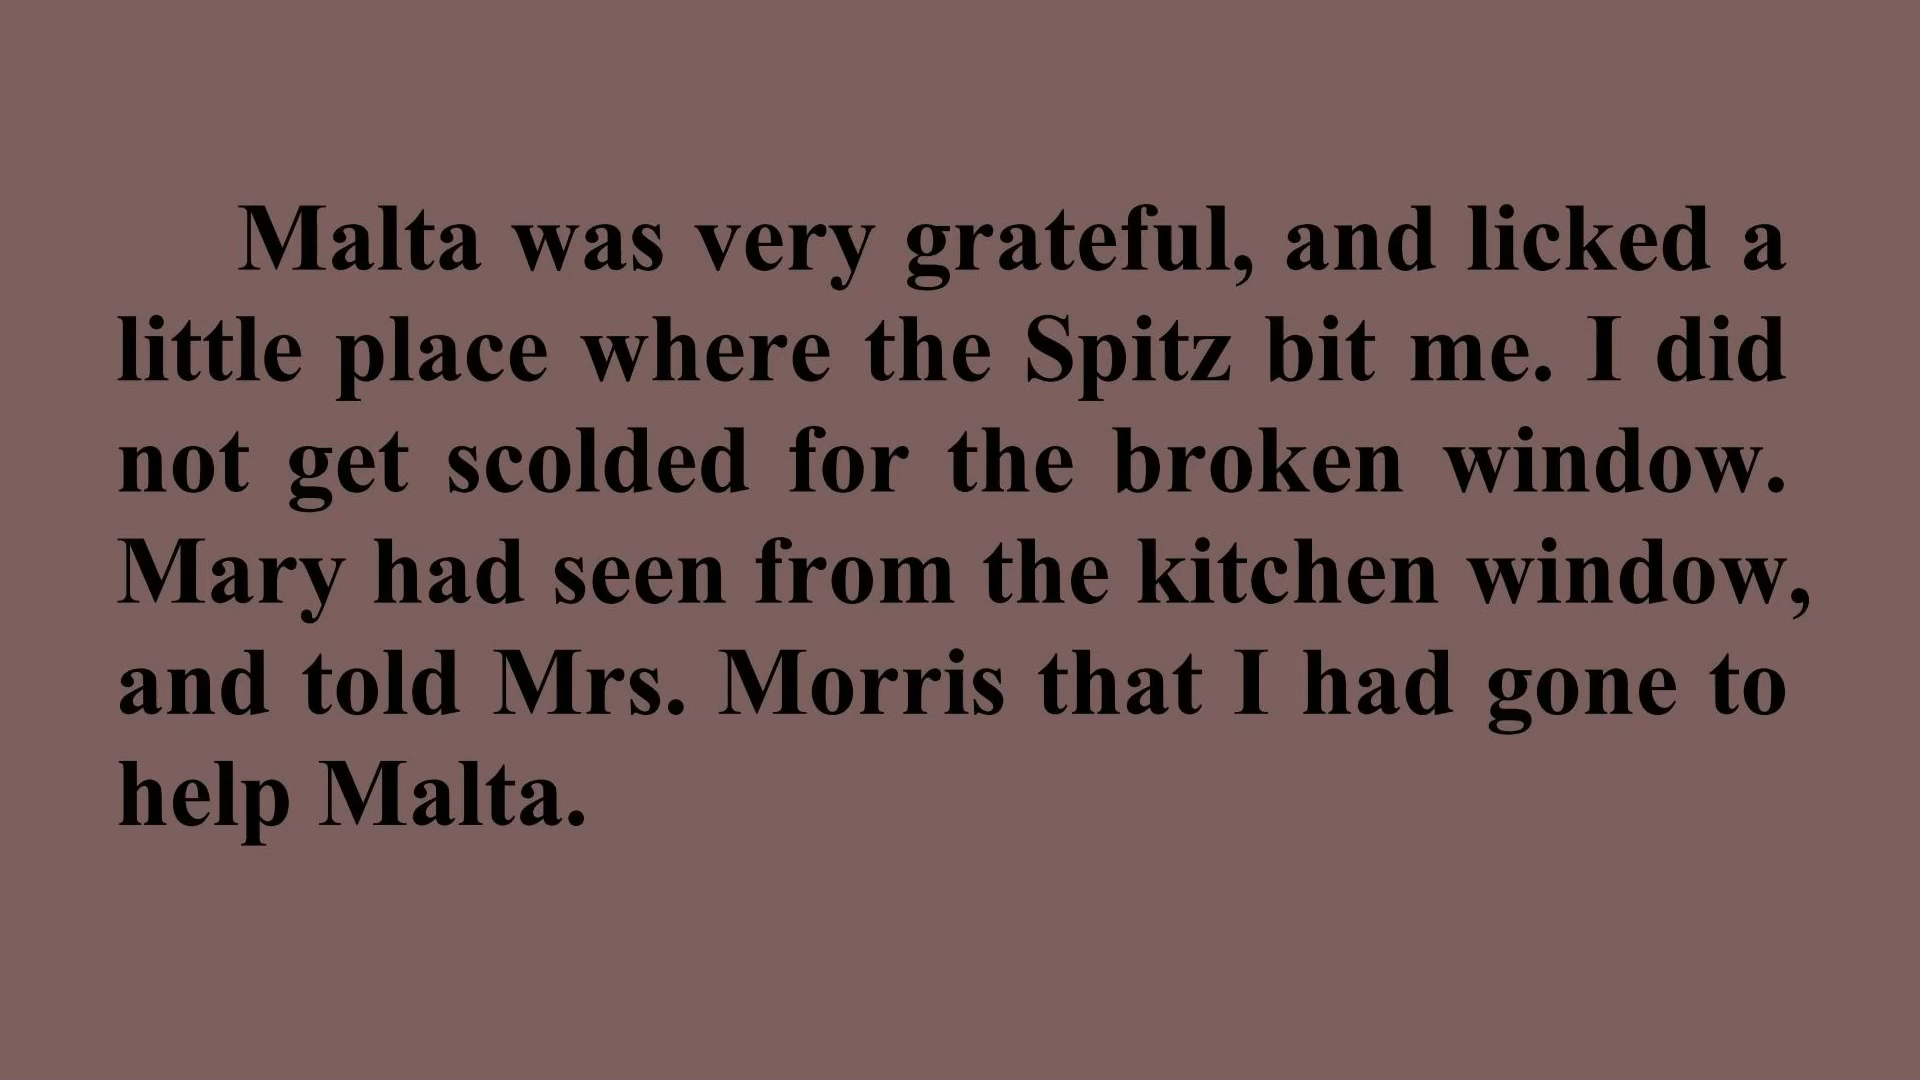 Malta was very grateful, and licked a
little place where the Spitz bit me. I did
not get scolded for the broken window.
Mary had seen from the kitchen window,
and told Mrs. Morris that I had gone to
help Malta.